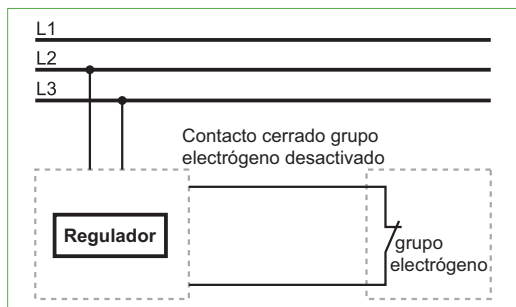 L1
L2
L3
Contacto cerrado grupo
electrógeno desactivado
Regulador
grupo
electrógeno